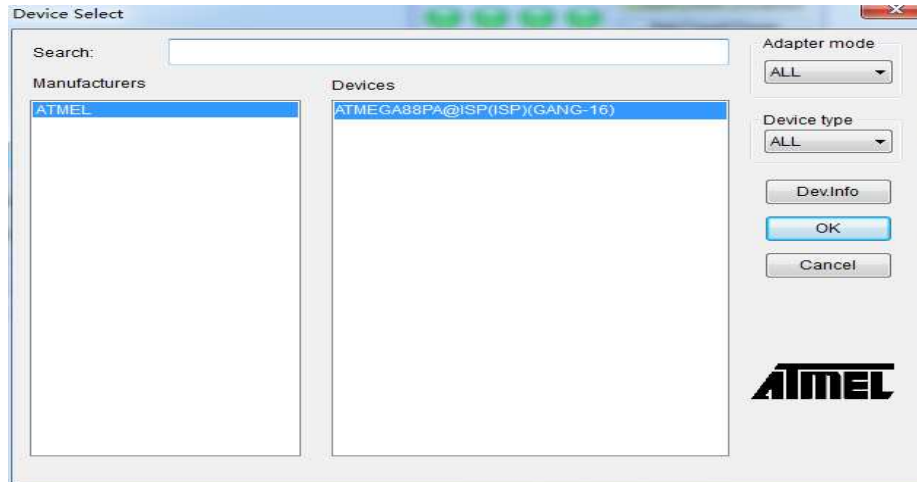 Device Select
Search:
Adapter mode
ALL
Manufacturers
Devices
ATMEL
ATMEGA88PA@ISP(ISP)(GANG-16)
Device type
ALL
Dev.Info
OK
Cancel
ATMEL